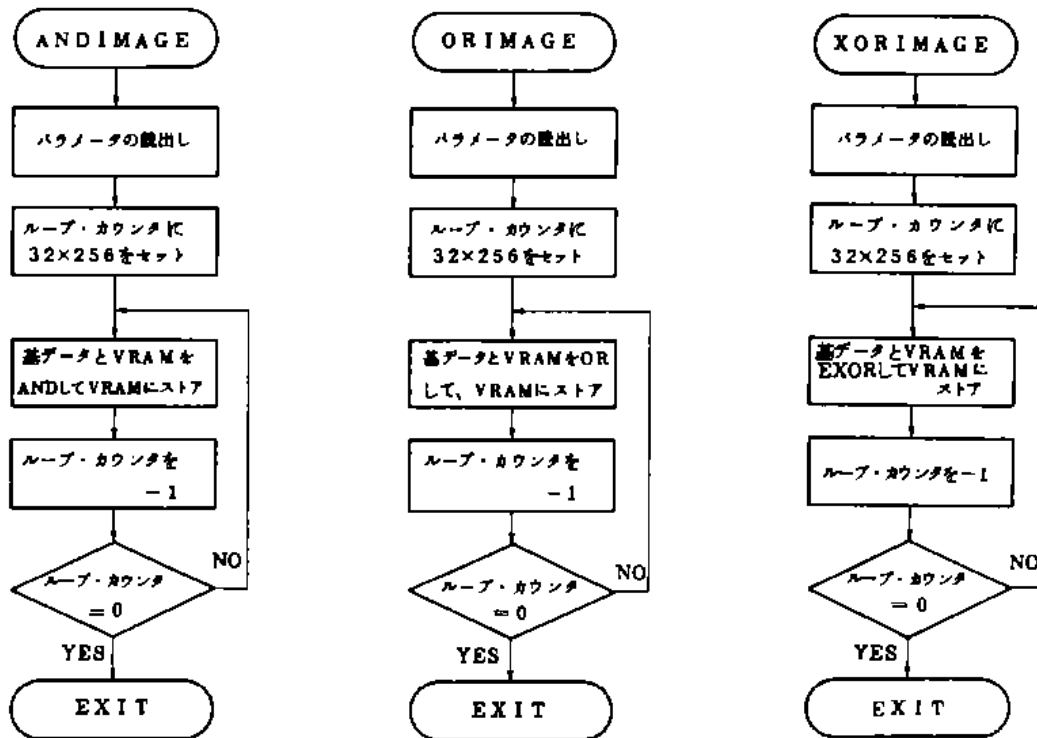 ANDIMAGE
パラメータの読出し
ループ・カウンタに
32×256をセット
基データとVRAMを
ANDしてVRAMにストア
ループ・カウンタを
-1
ループ・カウンタ
=0
NO
YES
EXIT
ORIMAGE
パラメータの読出し
ループ・カウンタに
32×256をセット
基データとVRAMをOR
して、VRAMにストア
ループ・カウンタを
-1
ループ・カウンタ
=0
NO
YES
EXIT
XORIMAGE
パラメータの読出し
ループ・カウンタに
32×256をセット
基データとVRAMを
EXORしてVRAMに
ストア
ループ・カウンタを-1
ループ・カウンタ
=0
NO
YES
EXIT